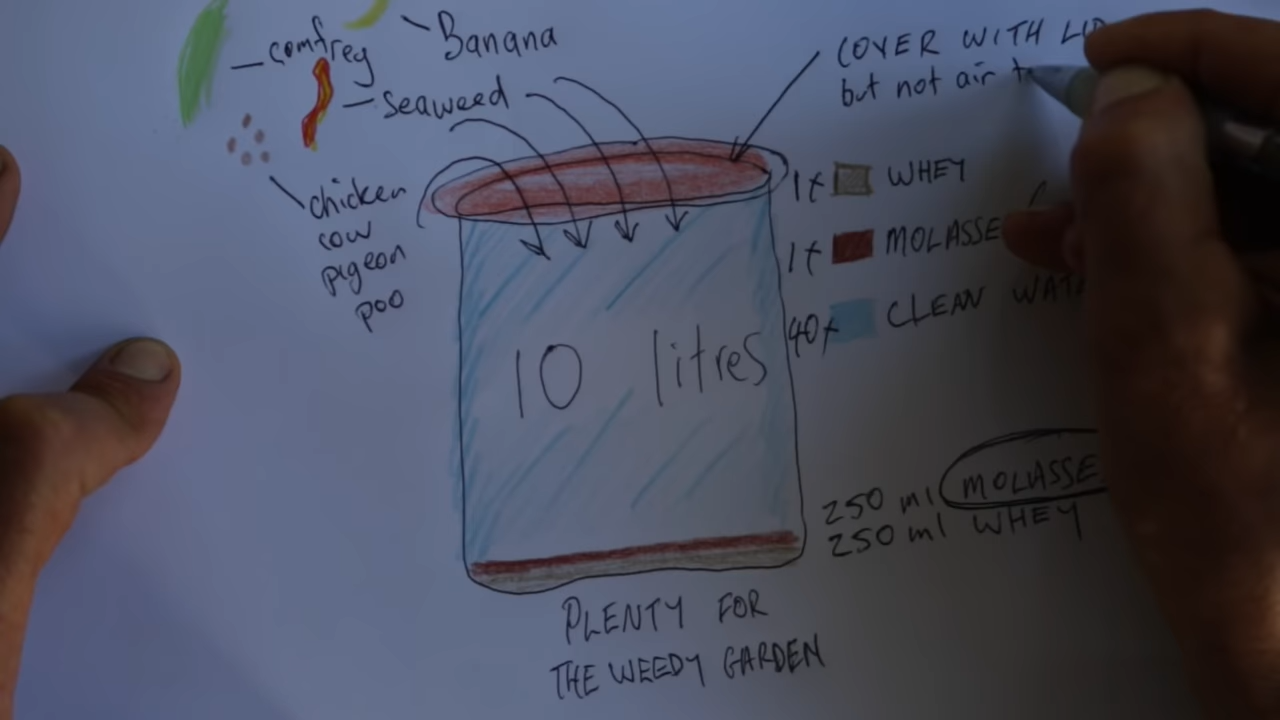 comfrey
Banana
seaweed
chicken
cow
pigeon
poo
COVER WITH
but not air
1x WHEY
1x MOLASSE
40x CLEAN
10 litres
250 ml MOLASSE
250 ml WHEY
PLENTY FOR
THE WEEDY GARDEN